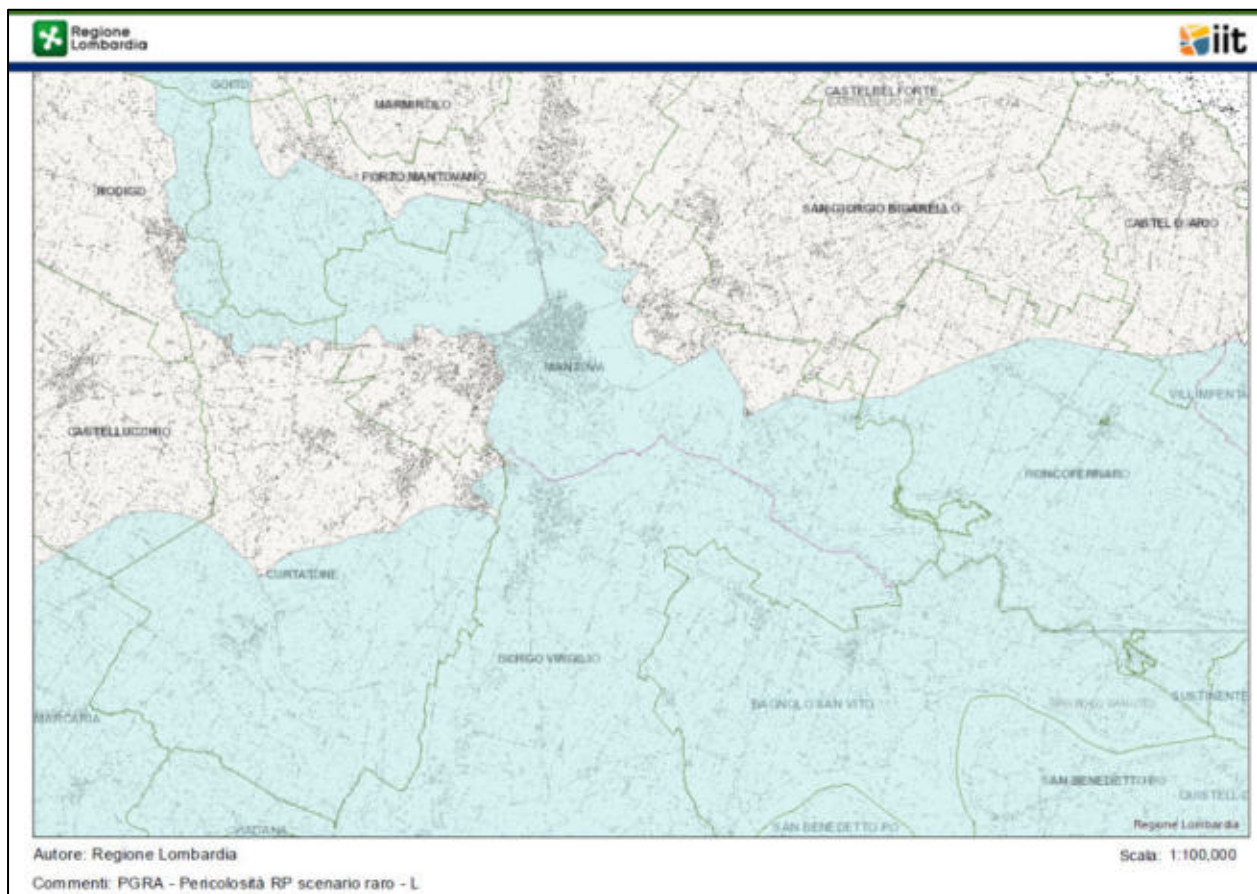 Regione
Lombardia
iit
GOITO
MARMIROLO
CASTELBELFORTE
RODIGO
PORTO MANTOVANO
SAN GIORGIO BIGARELLO
CASTEL D'ARIO
MANTOVA
VILLIMPENTA
CASTELLUCCHIO
RONCOFERRARO
CURTATONE
BORGO VIRGILIO
MARCARIA
BAGNOLO SAN VITO
SUSTINENTE
SAN BENEDETTO PO
QUISTELL
VIADANA
SAN BENEDETTO PO
Regione Lombardia
Autore: Regione Lombardia
Scala: 1:100,000
Commenti: PGRA - Pericolosità RP scenario raro - L